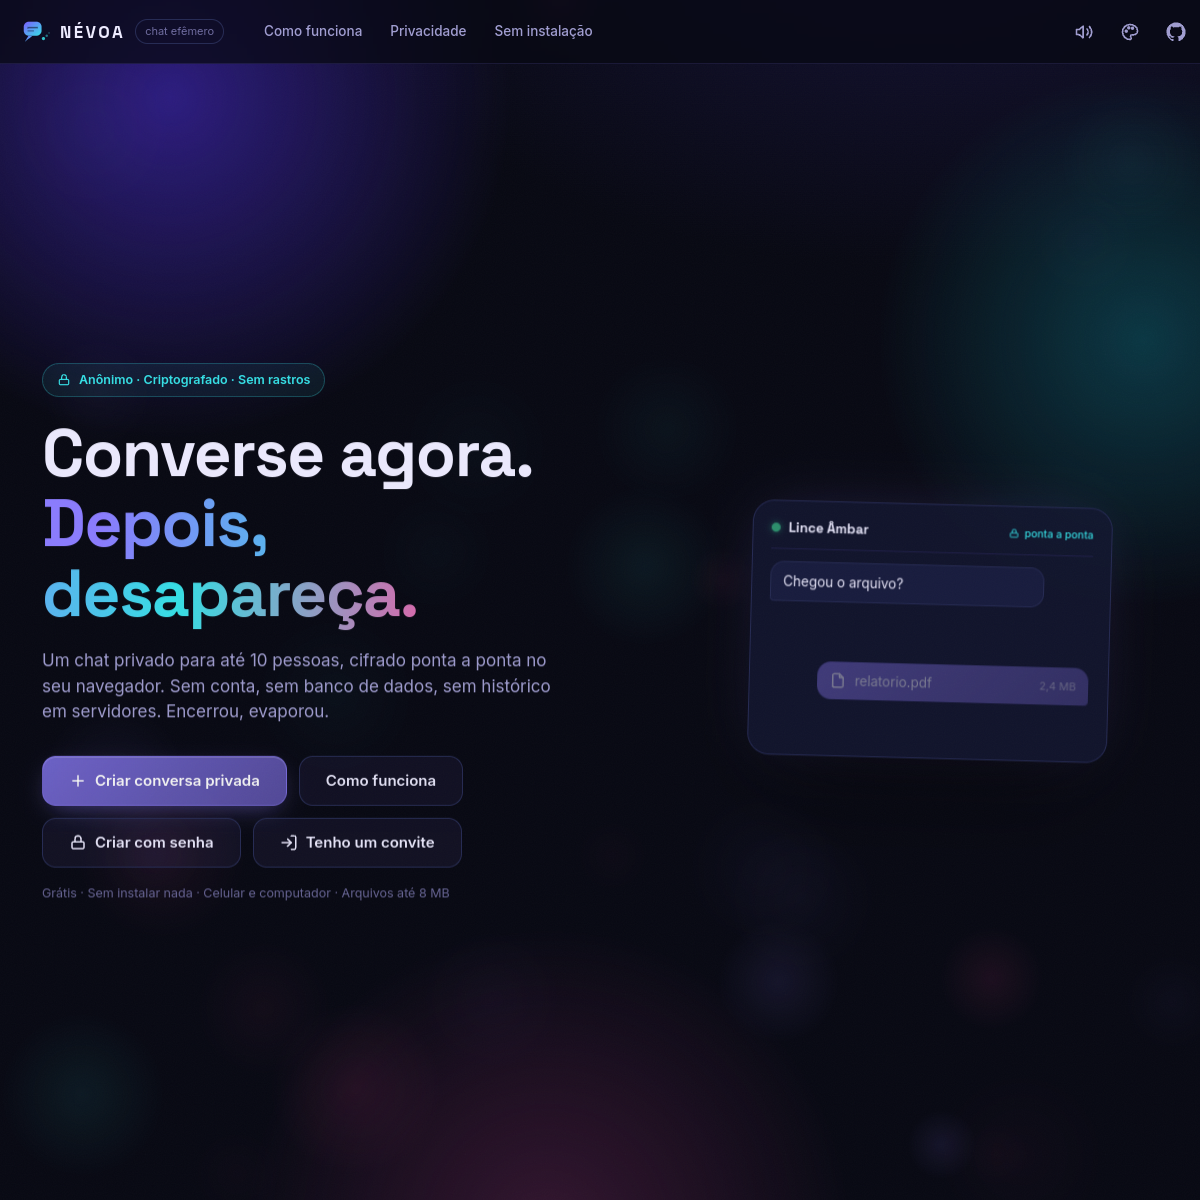 NÉVOA
chat efêmero
Como funciona
Privacidade
Sem instalação
Anônimo · Criptografado · Sem rastros
Converse agora.
Depois,
desapareça.
Um chat privado para até 10 pessoas, cifrado ponta a ponta no
seu navegador. Sem conta, sem banco de dados, sem histórico
em servidores. Encerrou, evaporou.
Criar conversa privada
Como funciona
Criar com senha
Tenho um convite
Grátis · Sem instalar nada · Celular e computador · Arquivos até 8 MB
Lince Âmbar
ponta a ponta
Chegou o arquivo?
relatorio.pdf
2,4 MB